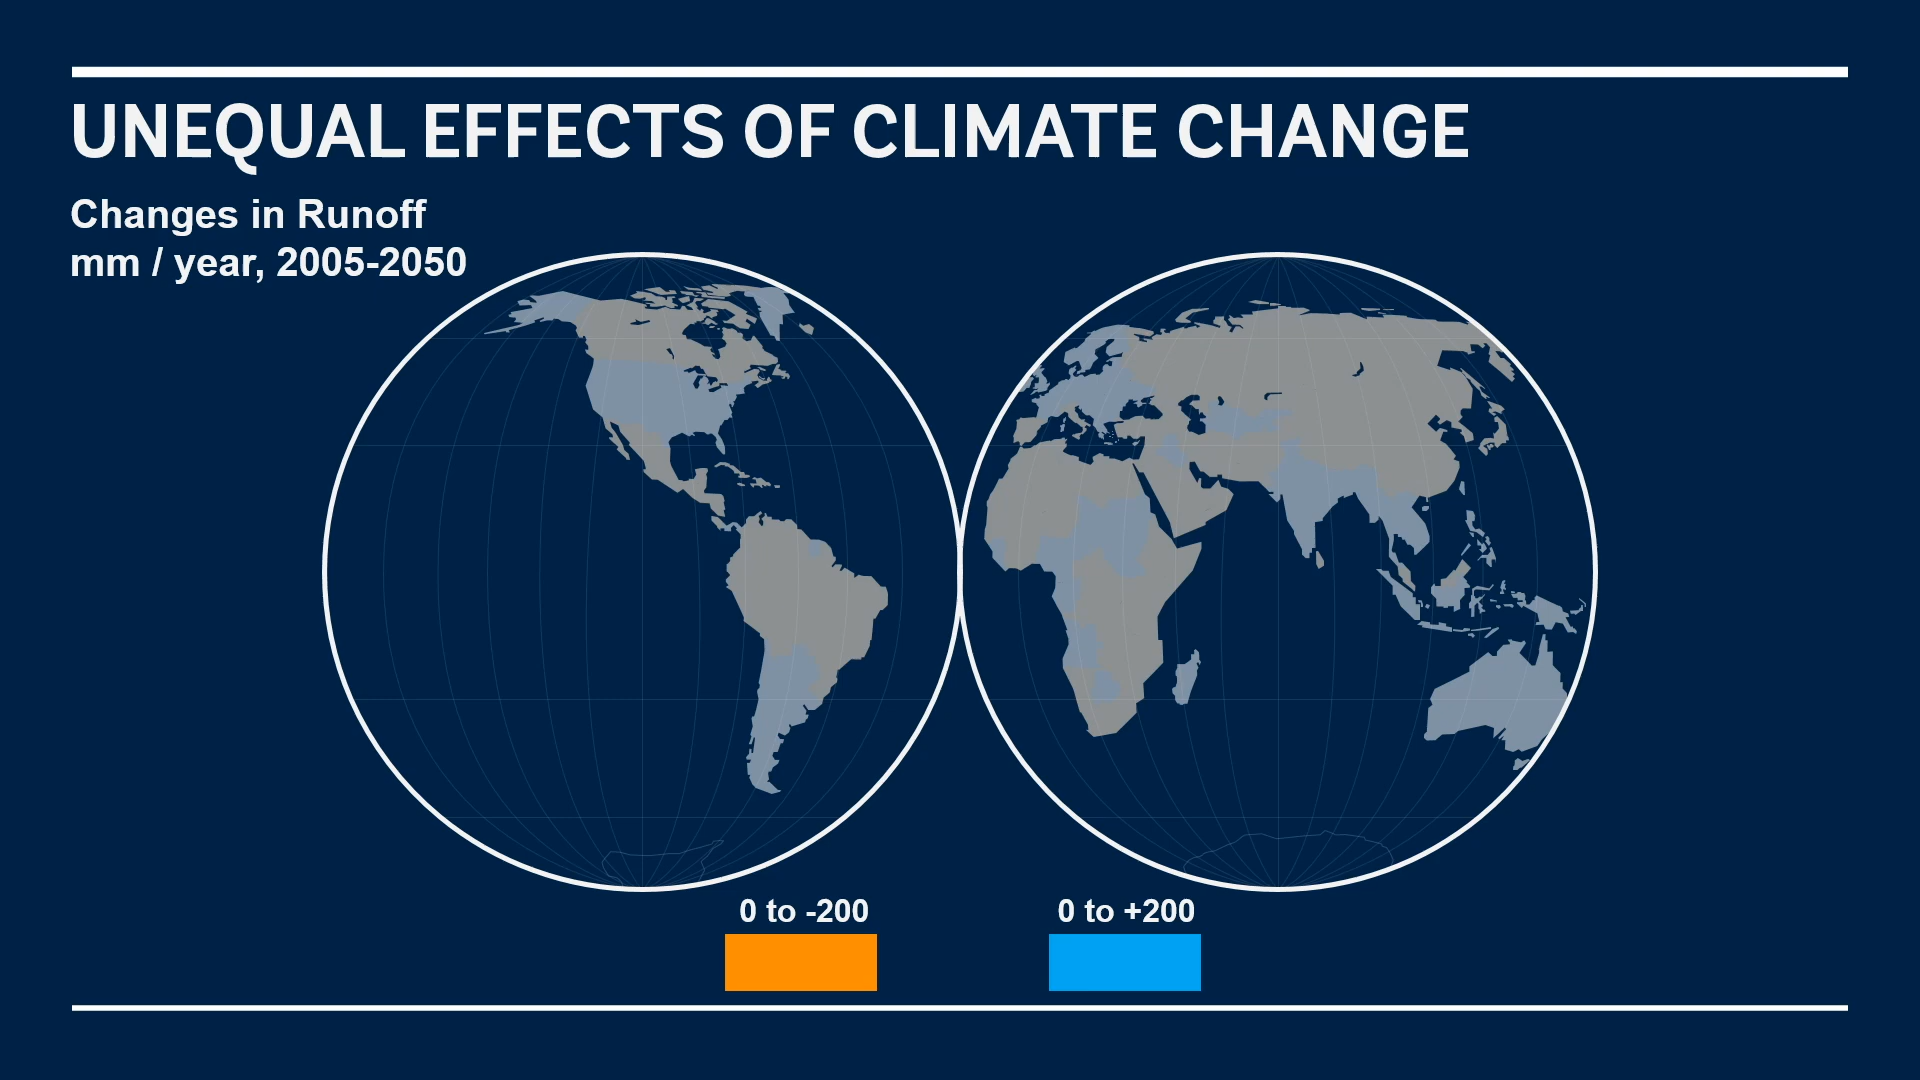 UNEQUAL EFFECTS OF CLIMATE CHANGE
Changes in Runoff
mm / year, 2005-2050
0 to -200
0 to +200